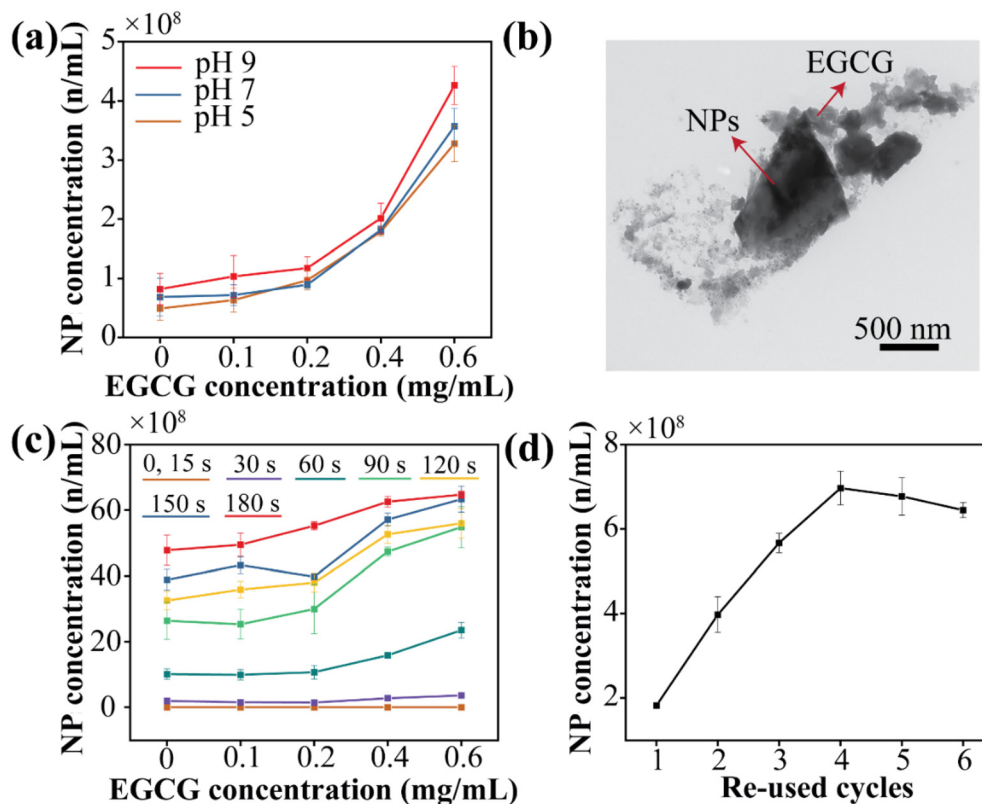 (a)
×10⁸
NP concentration (n/mL)
5
4
3
2
1
0
pH 9
pH 7
pH 5
0 0.1 0.2 0.4 0.6
EGCG concentration (mg/mL)
(b)
EGCG
NPs
500 nm
(c)
×10⁸
NP concentration (n/mL)
80
60
40
20
0
0, 15 s 30 s 60 s 90 s 120 s
150 s 180 s
0 0.1 0.2 0.4 0.6
EGCG concentration (mg/mL)
(d)
×10⁸
NP concentration (n/mL)
8
6
4
2
1 2 3 4 5 6
Re-used cycles